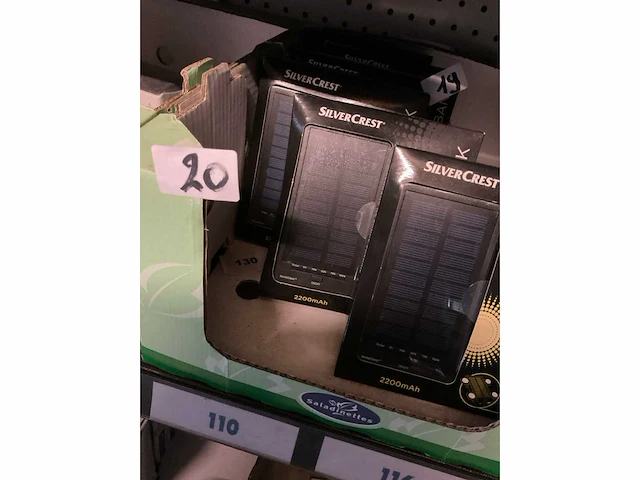 SILVERCREST
SILVERCREST
19
SILVERCREST
SILVERCREST
20
130
2200mAh
2200mAh
Saladinettes
110